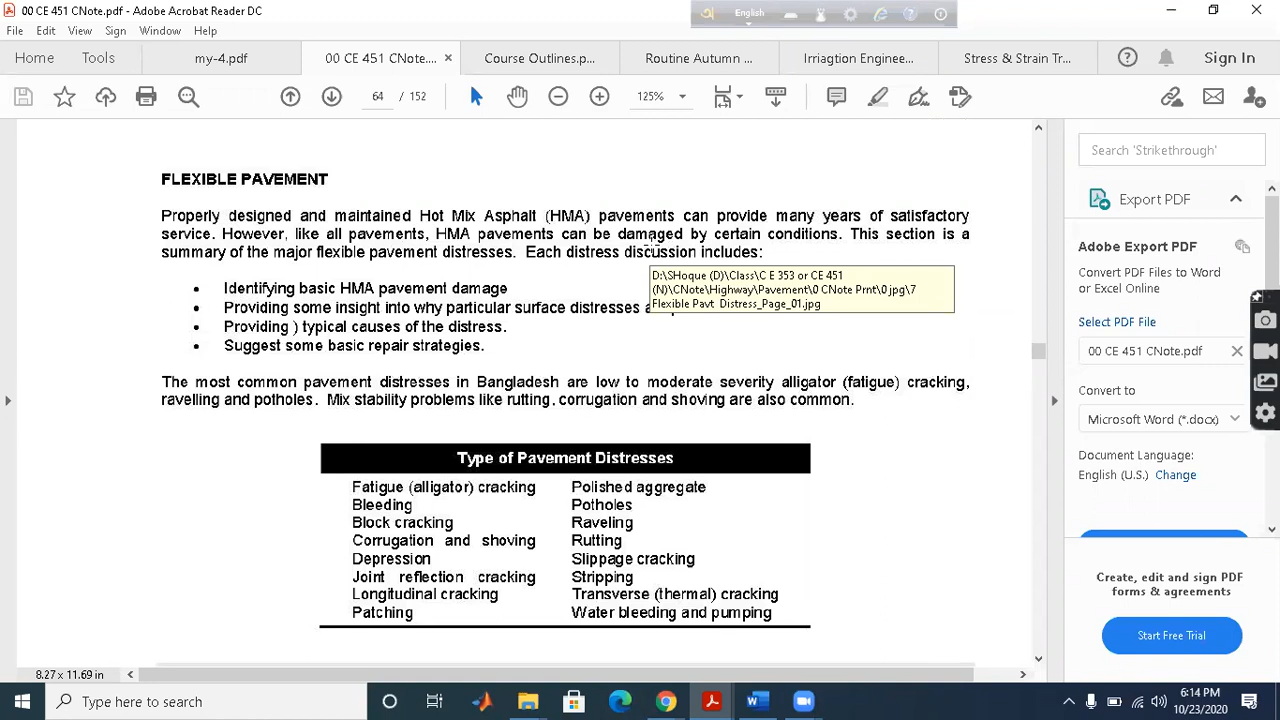 00 CE 451 CNote.pdf - Adobe Acrobat Reader DC
English
File Edit View Sign Window Help
Home Tools my-4.pdf 00 CE 451 CNote.... × Course Outlines.p... Routine Autumn ... Irriagtion Enginee... Stress & Strain Tr... Sign In
64 / 152 125%
FLEXIBLE PAVEMENT
Properly designed and maintained Hot Mix Asphalt (HMA) pavements can provide many years of satisfactory
service. However, like all pavements, HMA pavements can be damaged by certain conditions. This section is a
summary of the major flexible pavement distresses. Each distress discussion includes:
• Identifying basic HMA pavement damage
• Providing some insight into why particular surface distresses
• Providing ) typical causes of the distress.
• Suggest some basic repair strategies.
D:\SHoque (D)\Class\C E 353 or CE 451
(N)\CNote\Highway\Pavement\0 CNote Prnt\0 jpg\7
Flexible Pavt Distress_Page_01.jpg
The most common pavement distresses in Bangladesh are low to moderate severity alligator (fatigue) cracking,
ravelling and potholes. Mix stability problems like rutting, corrugation and shoving are also common.
Type of Pavement Distresses
Fatigue (alligator) cracking Polished aggregate
Bleeding Potholes
Block cracking Raveling
Corrugation and shoving Rutting
Depression Slippage cracking
Joint reflection cracking Stripping
Longitudinal cracking Transverse (thermal) cracking
Patching Water bleeding and pumping
8.27 x 11.69 in
Search 'Strikethrough'
Export PDF
Adobe Export PDF
Convert PDF Files to Word
or Excel Online
Select PDF File
00 CE 451 CNote.pdf ×
Convert to
Microsoft Word (*.docx)
Document Language:
English (U.S.) Change
Create, edit and sign PDF
forms & agreements
Start Free Trial
Type here to search
6:14 PM
10/23/2020